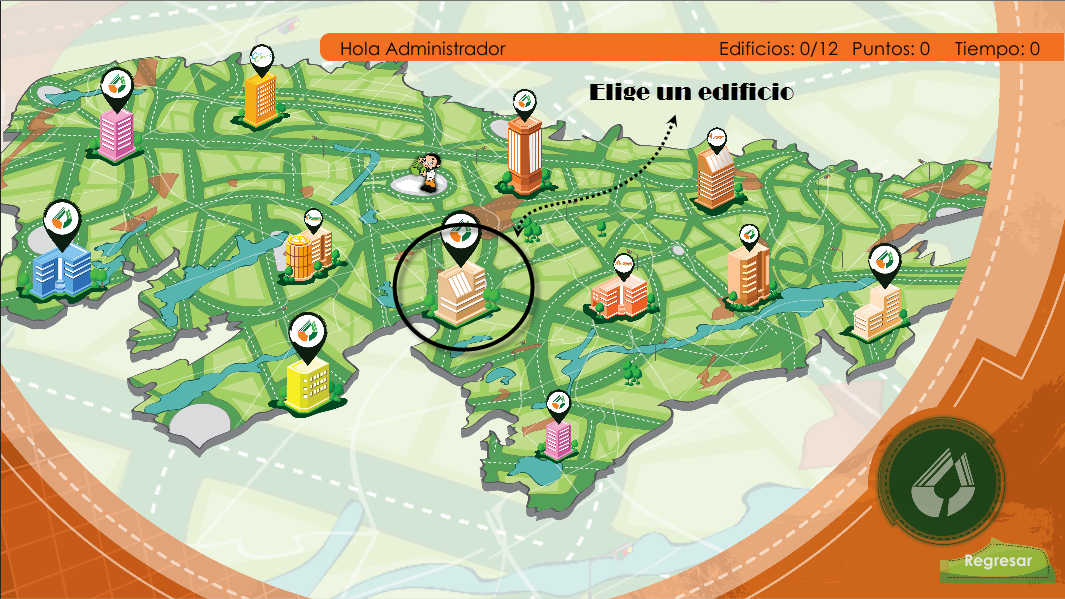 Hola Administrador
Edificios: 0/12 Puntos: 0 Tiempo: 0
Elige un edificio
Regresar